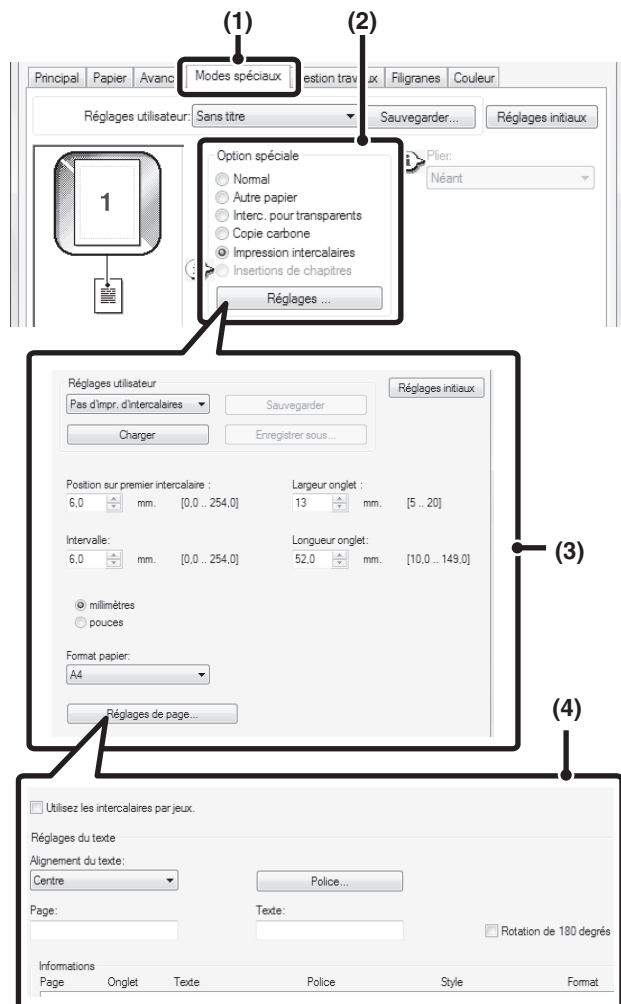 (1) (2)
Principal Papier Avanc Modes spéciaux estion travaux Filigranes Couleur
Réglages utilisateur: Sans titre Sauvegarder... Réglages initiaux
Option spéciale Plier:
Normal Néant
1
Autre papier
Interc. pour transparents
Copie carbone
Impression intercalaires
Insertions de chapitres
Réglages ...
Réglages utilisateur Réglages initiaux
Pas d'impr. d'intercalaires Sauvegarder
Charger Enregistrer sous...
Position sur premier intercalaire : Largeur onglet :
6,0 mm. [0,0 .. 254,0] 13 mm. [5 .. 20]
Intervalle: Longueur onglet:
6,0 mm. [0,0 .. 254,0] 52,0 mm. [10,0 .. 149,0]
(3)
millimètres
pouces
Format papier:
A4
Réglages de page...
(4)
Utilisez les intercalaires par jeux.
Réglages du texte
Alignement du texte:
Centre Police...
Page: Texte:
Rotation de 180 degrés
Informations
Page Onglet Texte Police Style Format